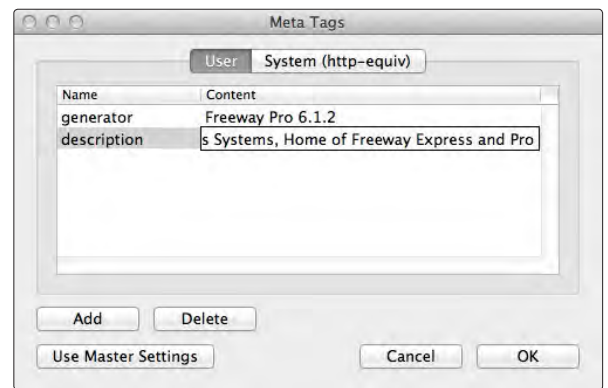 Meta Tags
User System (http-equiv)
Name Content
generator Freeway Pro 6.1.2
description s Systems, Home of Freeway Express and Pro
Add Delete
Use Master Settings Cancel OK